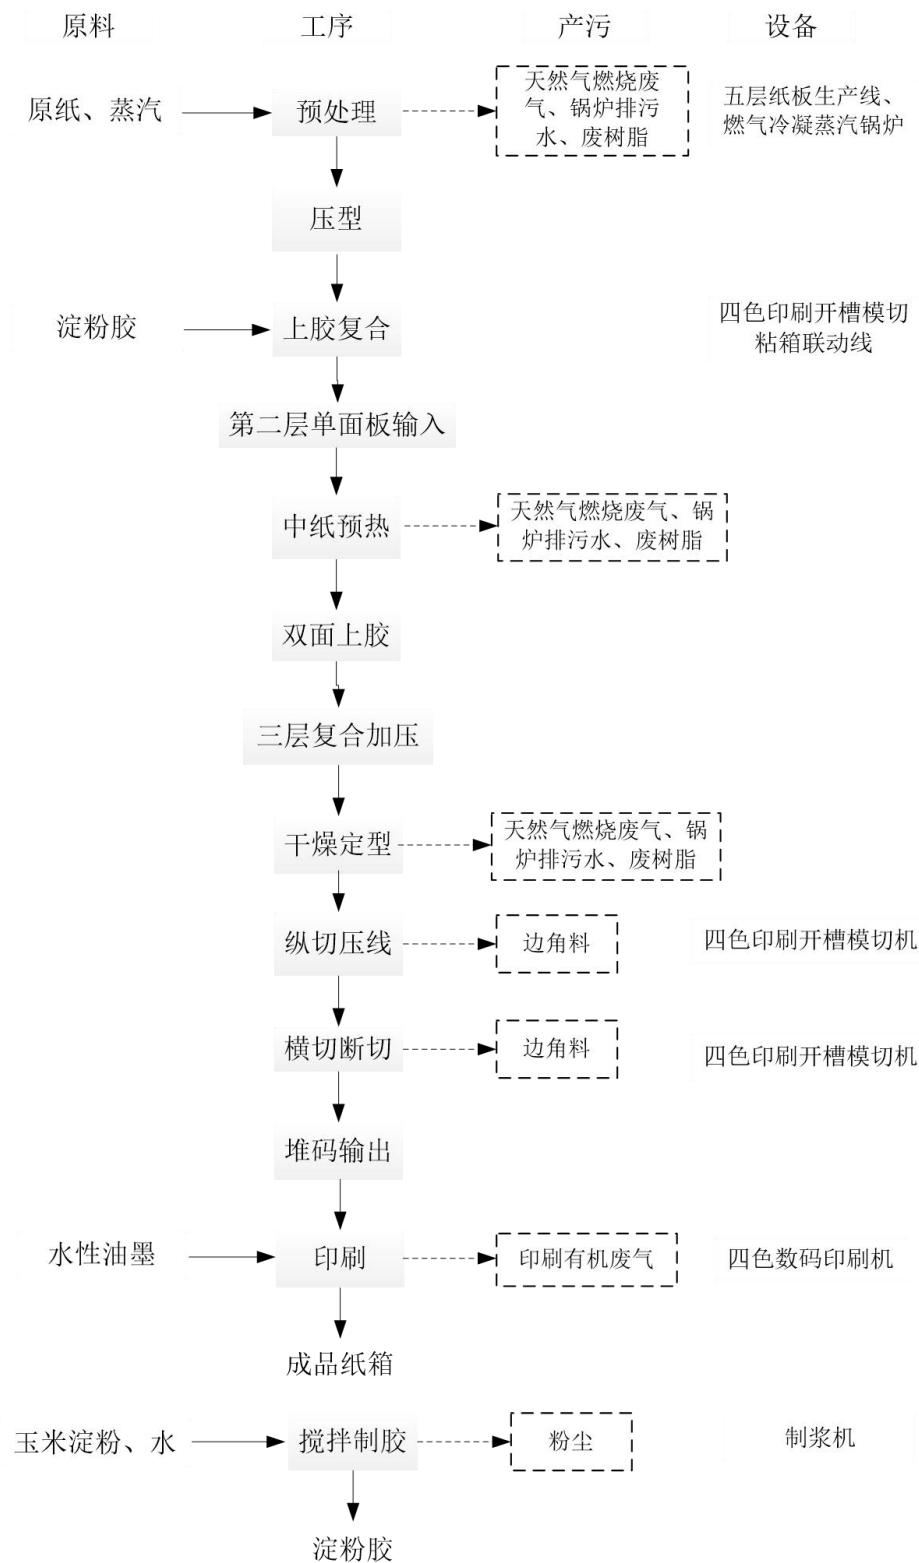 原料
工序
产污
设备
原纸、蒸汽
预处理
天然气燃烧废
气、锅炉排污
水、废树脂
五层纸板生产线、
燃气冷凝蒸汽锅炉
压型
淀粉胶
上胶复合
四色印刷开槽模切
粘箱联动线
第二层单面板输入
中纸预热
天然气燃烧废气、锅
炉排污水、废树脂
双面上胶
三层复合加压
干燥定型
天然气燃烧废气、锅
炉排污水、废树脂
纵切压线
边角料
四色印刷开槽模切机
横切断切
边角料
四色印刷开槽模切机
堆码输出
水性油墨
印刷
印刷有机废气
四色数码印刷机
成品纸箱
玉米淀粉、水
搅拌制胶
粉尘
制浆机
淀粉胶